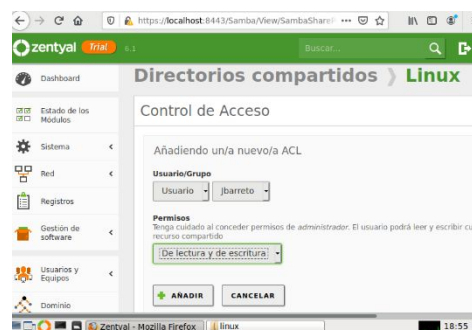 https://localhost:8443/Samba/View/SambaShare
zentyal Trial 6.1
Buscar...
Dashboard
Estado de los
Módulos
Sistema
Red
Registros
Gestión de
software
Usuarios y
Equipos
Dominio
Directorios compartidos Linux
Control de Acceso
Añadiendo un/a nuevo/a ACL
Usuario/Grupo
Usuario
Jbarreto
Permisos
Tenga cuidado al conceder permisos de administrador. El usuario podrá leer y escribir cu
recurso compartido
De lectura y de escritura
AÑADIR
CANCELAR
Zentyal - Mozilla Firefox
linux
18:55